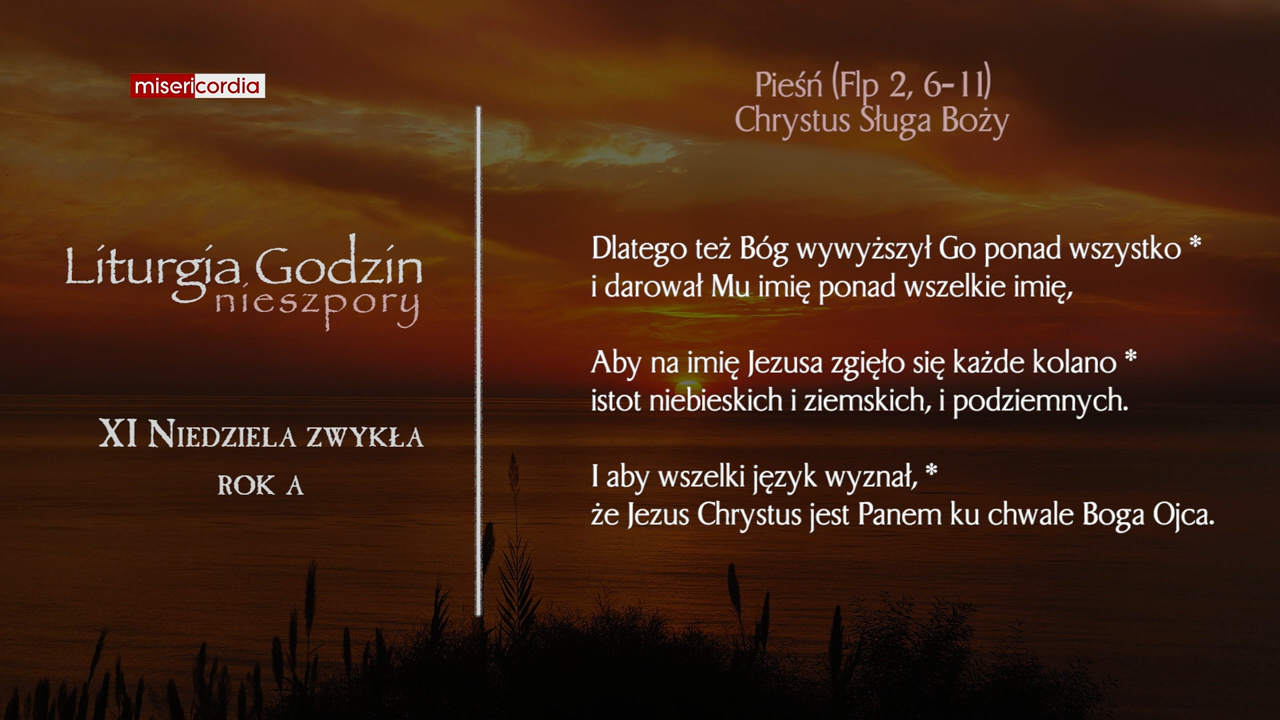 misericordia
Liturgia Godzin
nieszpory
XI Niedziela zwykła
rok A
Pieśń (Flp 2, 6-11)
Chrystus Sługa Boży
Dlatego też Bóg wywyższył Go ponad wszystko *
i darował Mu imię ponad wszelkie imię,
Aby na imię Jezusa zgięło się każde kolano *
istot niebieskich i ziemskich, i podziemnych.
I aby wszelki język wyznał, *
że Jezus Chrystus jest Panem ku chwale Boga Ojca.